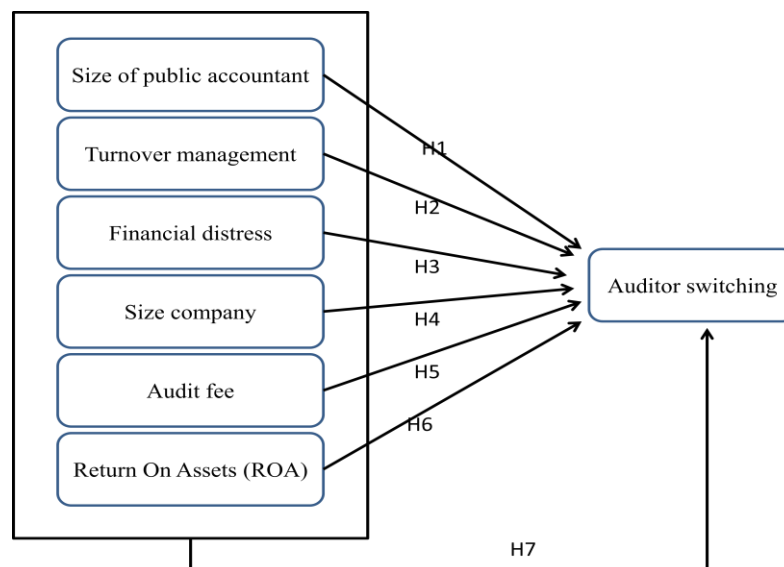 Size of public accountant
Turnover management
Financial distress
Size company
Audit fee
Return On Assets (ROA)
H1
H2
H3
H4
H5
H6
Auditor switching
H7